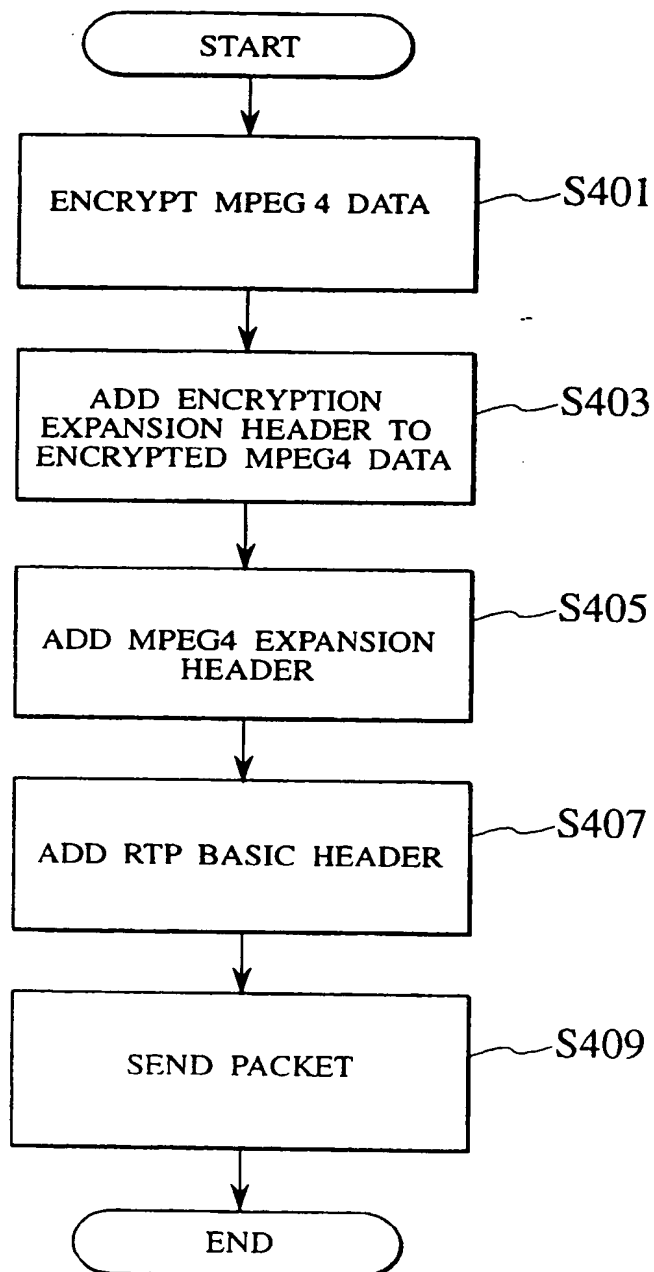 START
ENCRYPT MPEG 4 DATA
S401
ADD ENCRYPTION
EXPANSION HEADER TO
ENCRYPTED MPEG4 DATA
S403
ADD MPEG4 EXPANSION
HEADER
S405
ADD RTP BASIC HEADER
S407
SEND PACKET
S409
END